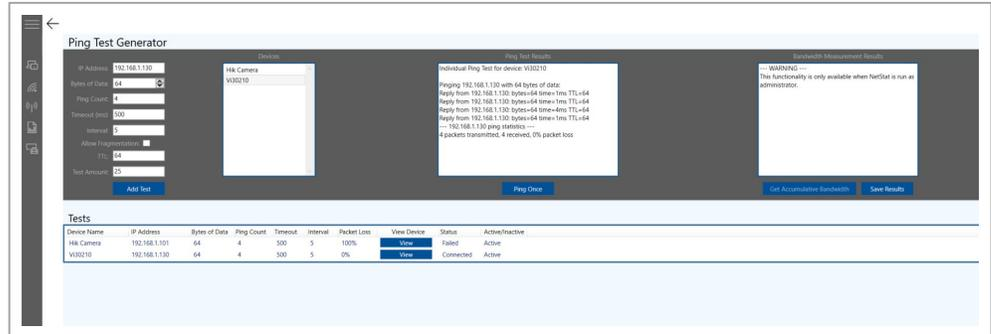 Ping Test Generator
Devices
Ping Test Results
Bandwidth Measurement Results
IP Address: 192.168.1.130
Bytes of Data: 64
Ping Count: 4
Timeout (ms): 500
Interval: 5
Allow Fragmentation:
TTL: 64
Test Amount: 25
Add Test
Hik Camera
Vi30210
Individual Ping Test for device: Vi30210
Pinging 192.168.1.130 with 64 bytes of data:
Reply from 192.168.1.130: bytes=64 time=1ms TTL=64
Reply from 192.168.1.130: bytes=64 time=1ms TTL=64
Reply from 192.168.1.130: bytes=64 time=4ms TTL=64
Reply from 192.168.1.130: bytes=64 time=1ms TTL=64
--- 192.168.1.130 ping statistics ---
4 packets transmitted, 4 received, 0% packet loss
Ping Once
--- WARNING ---
This functionality is only available when NetStat is run as
administrator.
Get Accumulative Bandwidth Save Results
Tests
Device Name IP Address Bytes of Data Ping Count Timeout Interval Packet Loss View Device Status Active/Inactive
Hik Camera 192.168.1.101 64 4 500 5 100% View Failed Active
Vi30210 192.168.1.130 64 4 500 5 0% View Connected Active